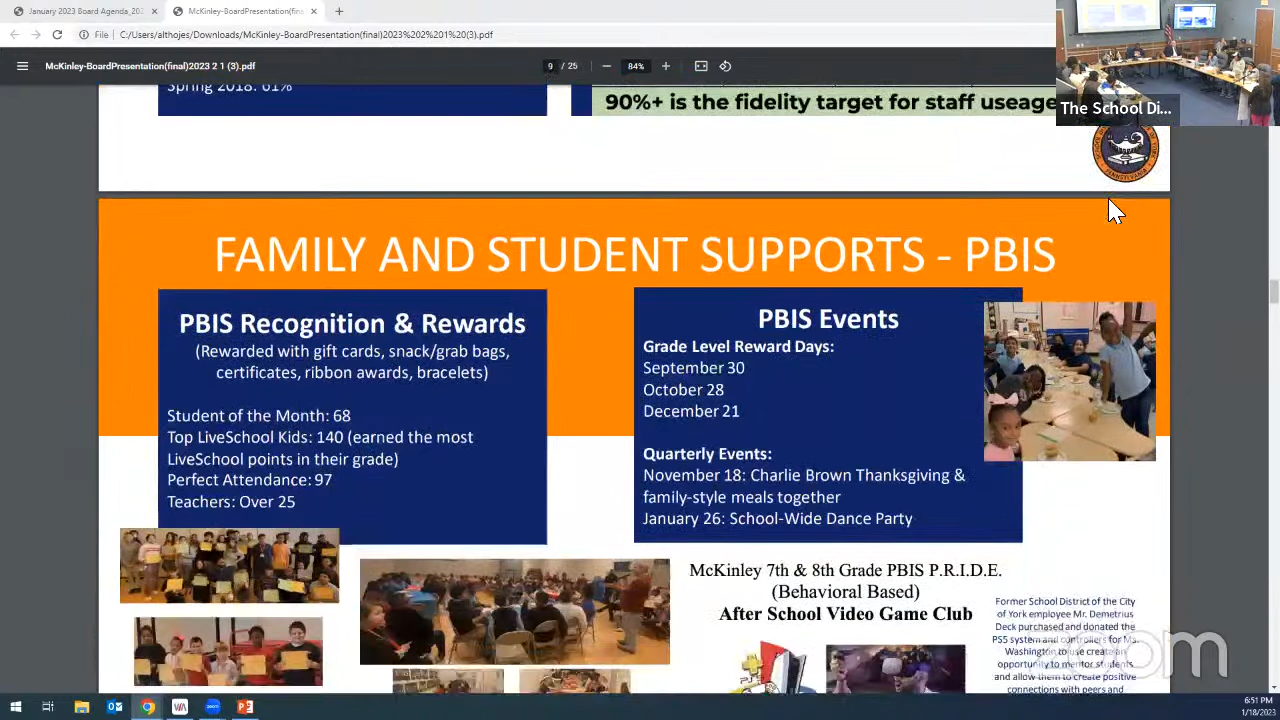 January 2023 Board Agenda,202
McKinley-BoardPresentation(fina
File
C:/Users/althojes/Downloads/McKinley-BoardPresentation(final)2023%202%201%20(3).pdf
McKinley-BoardPresentation(final)2023 2 1 (3).pdf
9 / 25
84%
The School Di...
Spring 2018: 61%
90%+ is the fidelity target for staff useage
PENNSYLVANIA
FAMILY AND STUDENT SUPPORTS - PBIS
PBIS Recognition & Rewards
(Rewarded with gift cards, snack/grab bags,
certificates, ribbon awards, bracelets)
Student of the Month: 68
Top LiveSchool Kids: 140 (earned the most
LiveSchool points in their grade)
Perfect Attendance: 97
Teachers: Over 25
PBIS Events
Grade Level Reward Days:
September 30
October 28
December 21
Quarterly Events:
November 18: Charlie Brown Thanksgiving &
family-style meals together
January 26: School-Wide Dance Party
McKinley 7th & 8th Grade PBIS P.R.I.D.E.
(Behavioral Based)
After School Video Game Club
Former School District of the City
of York employee Mr. Demetrius
Deck purchased and donated the
PS5 system and controllers for Ms.
Washington to use create an
opportunity to mentor students
and allow them to create positive
connections with peers and
zoom
6:51 PM
1/18/2023